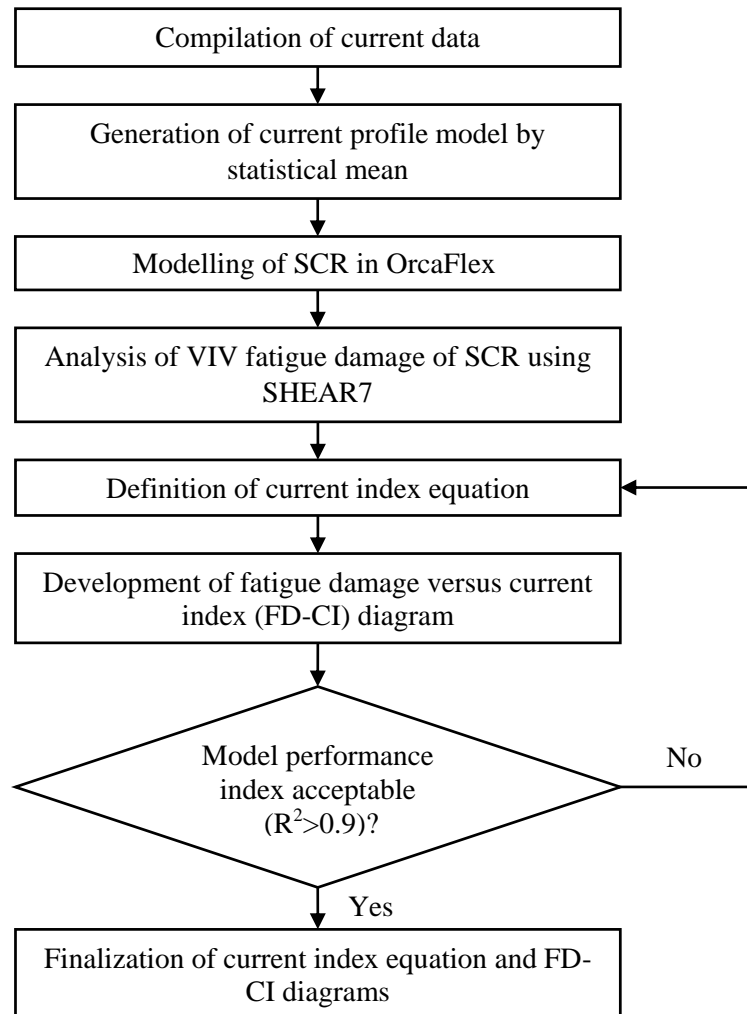 Compilation of current data
Generation of current profile model by
statistical mean
Modelling of SCR in OrcaFlex
Analysis of VIV fatigue damage of SCR using
SHEAR7
Definition of current index equation
Development of fatigue damage versus current
index (FD-CI) diagram
Model performance
index acceptable
(R²>0.9)?
No
Yes
Finalization of current index equation and FD-
CI diagrams